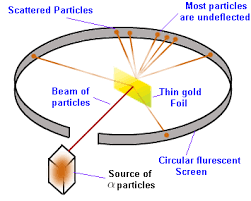 Scattered Particles
Most particles
are undeflected
Beam of
particles
Thin gold
Foil
Circular flurescent
Screen
Source of
α particles